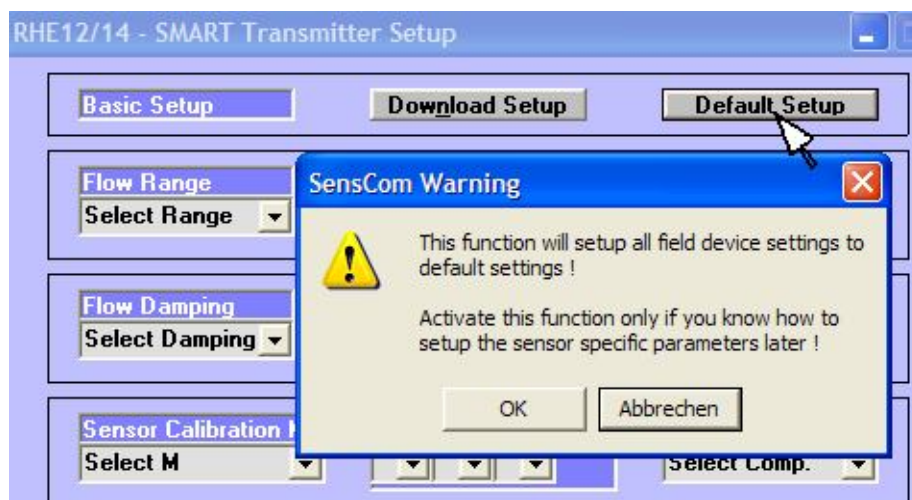 RHE12/14 - SMART Transmitter Setup
Basic Setup
Download Setup
Default Setup
Flow Range
Select Range
SensCom Warning
This function will setup all field device settings to
default settings !
Activate this function only if you know how to
setup the sensor specific parameters later !
OK
Abbrechen
Flow Damping
Select Damping
Sensor Calibration
Select M
Select Comp.